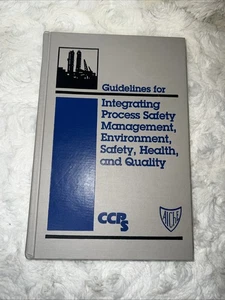 Guidelines for
Integrating
Process Safety
Management,
Environment,
Safety, Health,
and Quality
CCPS
AIChE